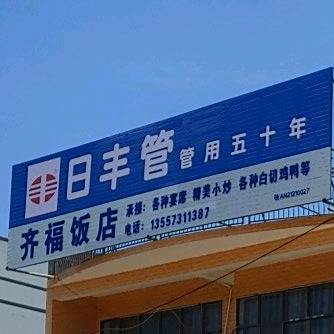 日丰管 管用五十年
齐福饭店
承接：各种宴席 精美小炒 各种白切鸡鸭等
电话：13557311387